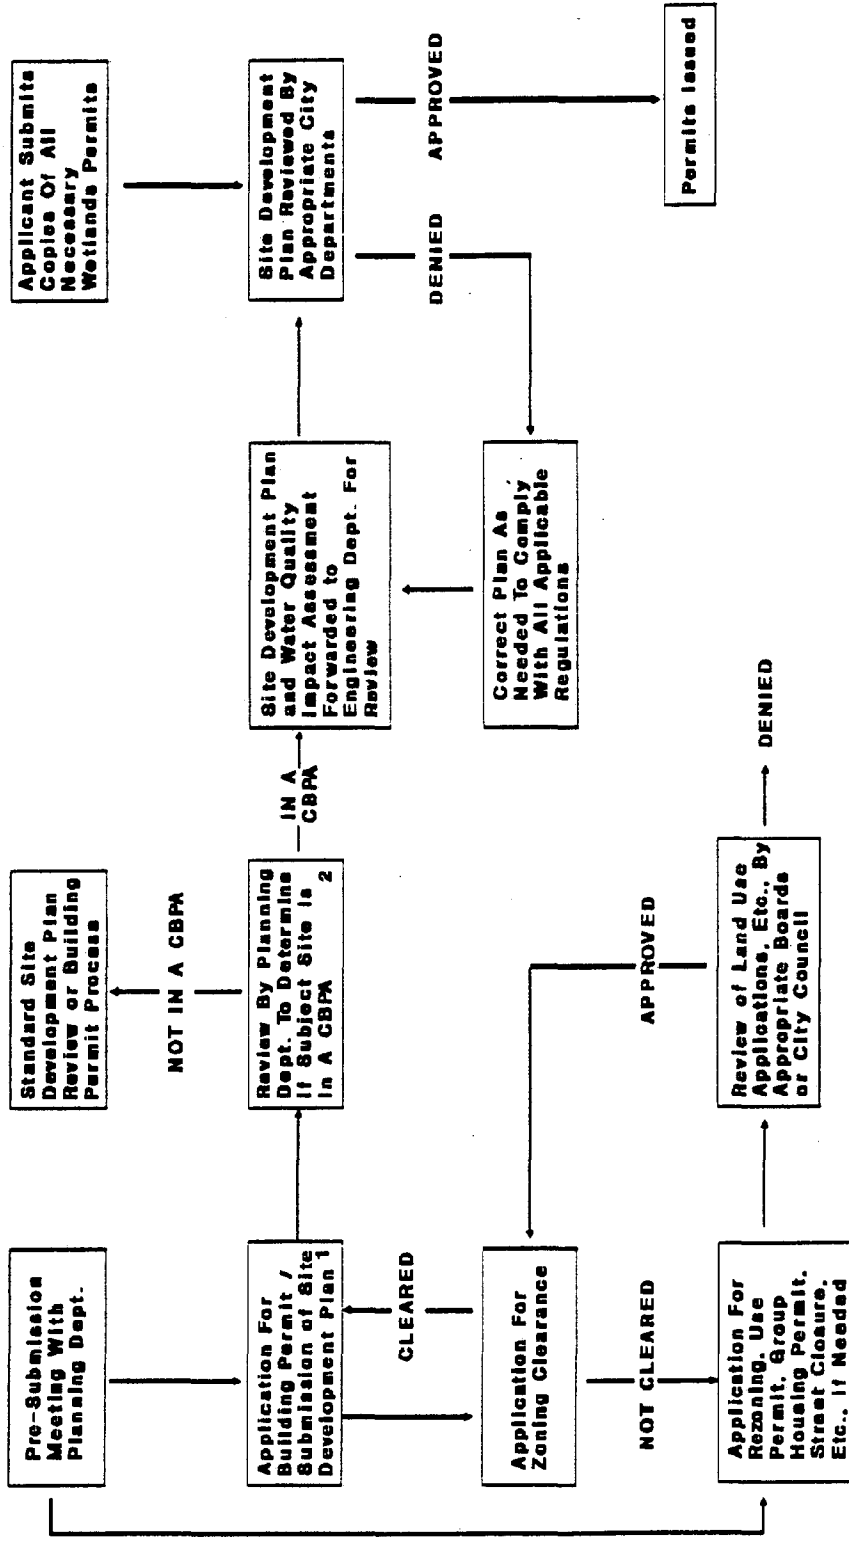 Pre-Submission
Meeting With
Planning Dept.
Standard Site
Development Plan
Review or Building
Permit Process
Applicant Submits
Copies Of All
Necessary
Wetlands Permits
NOT IN A CBPA
Application For
Building Permit /
Submission of Site
Development Plan 1
Review By Planning
Dept. To Determine
If Subject Site Is
In A CBPA 2
IN A
CBPA
Site Development Plan
and Water Quality
Impact Assessment
Forwarded to
Engineering Dept. For
Review
Site Development
Plan Reviewed By
Appropriate City
Departments
CLEARED
DENIED
APPROVED
Application For
Zoning Clearance
Correct Plan As
Needed To Comply
With All Applicable
Regulations
NOT CLEARED
APPROVED
Application For
Rezoning, Use
Permit, Group
Housing Permit,
Street Closure,
Etc., If Needed
Review of Land Use
Applications, Etc., By
Appropriate Boards
or City Council
DENIED
Permits Issued